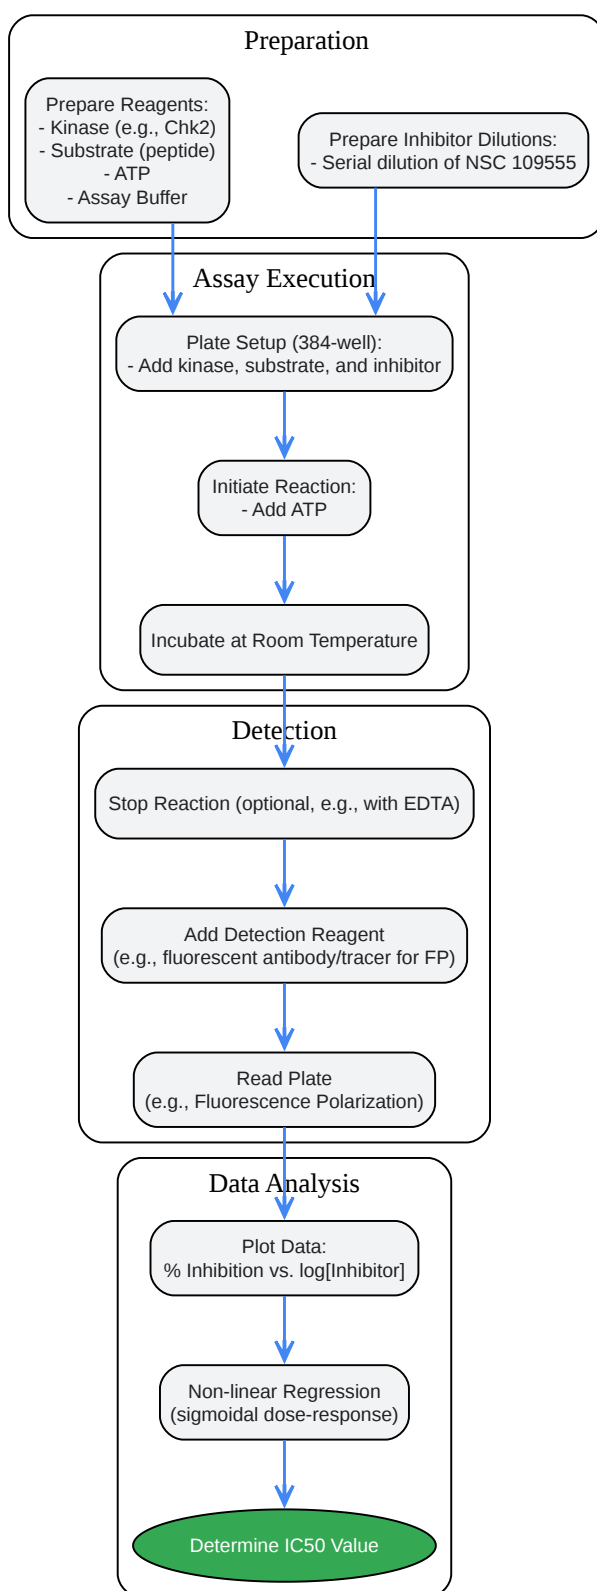 Preparation
Prepare Reagents:
- Kinase (e.g., Chk2)
- Substrate (peptide)
- ATP
- Assay Buffer
Prepare Inhibitor Dilutions:
- Serial dilution of NSC 109555
Assay Execution
Plate Setup (384-well):
- Add kinase, substrate, and inhibitor
Initiate Reaction:
- Add ATP
Incubate at Room Temperature
Detection
Stop Reaction (optional, e.g., with EDTA)
Add Detection Reagent
(e.g., fluorescent antibody/tracer for FP)
Read Plate
(e.g., Fluorescence Polarization)
Data Analysis
Plot Data:
% Inhibition vs. log[Inhibitor]
Non-linear Regression
(sigmoidal dose-response)
Determine IC50 Value